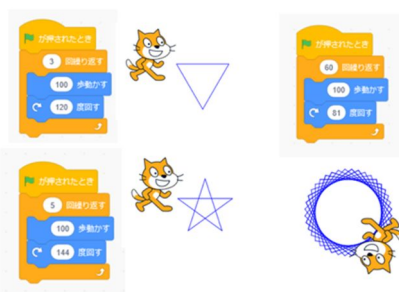 が押されたとき
3 回繰り返す
100 歩動かす
120 度回す
が押されたとき
60 回繰り返す
100 歩動かす
81 度回す
が押されたとき
5 回繰り返す
100 歩動かす
144 度回す